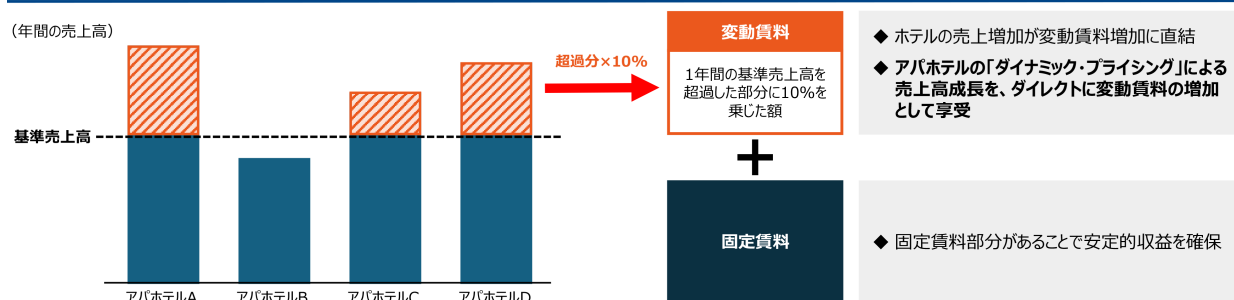 （年間の売上高）
基準売上高
アパホテルA
アパホテルB
アパホテルC
アパホテルD
超過分×10%
変動賃料
1年間の基準売上高を
超過した部分に10%を
乗じた額
＋
固定賃料
◆ ホテルの売上増加が変動賃料増加に直結
◆ アパホテルの「ダイナミック・プライシング」による
売上高成長を、ダイレクトに変動賃料の増加
として享受
◆ 固定賃料部分があることで安定的収益を確保